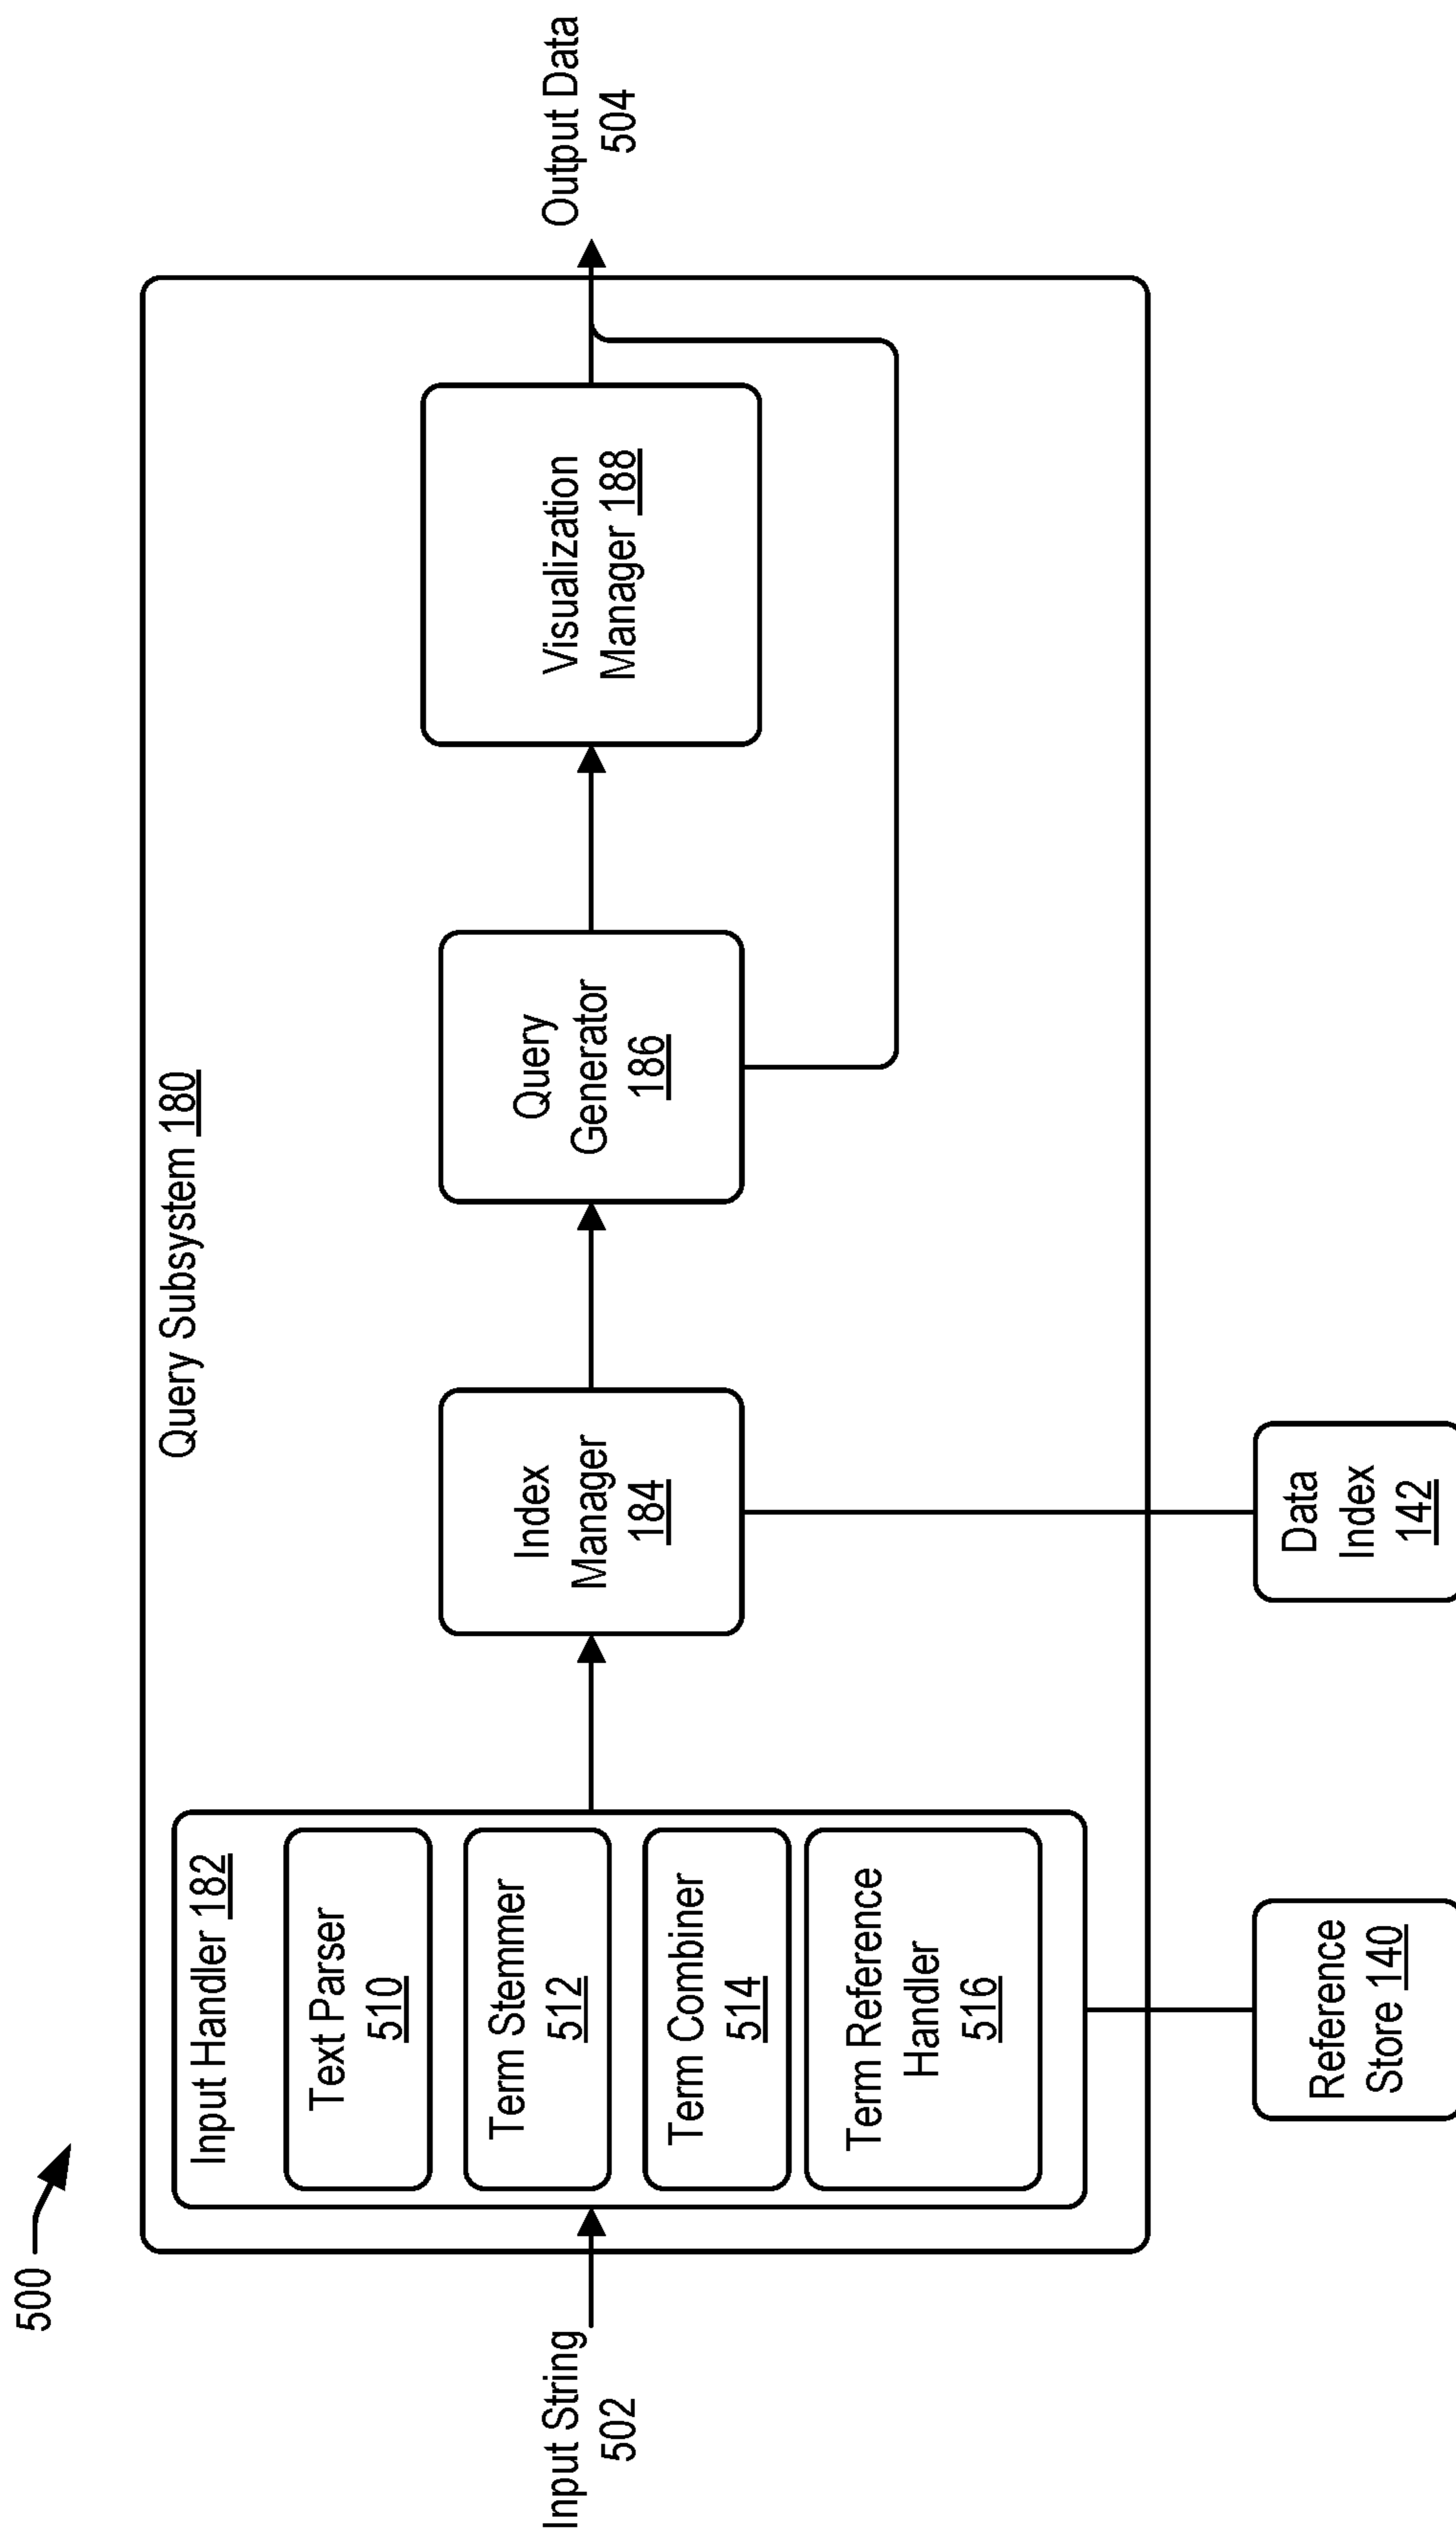 500
Query Subsystem 180
Input String
502
Input Handler 182
Text Parser
510
Term Stemmer
512
Term Combiner
514
Term Reference
Handler
516
Index
Manager
184
Query
Generator
186
Visualization
Manager 188
Output Data
504
Reference
Store 140
Data
Index
142